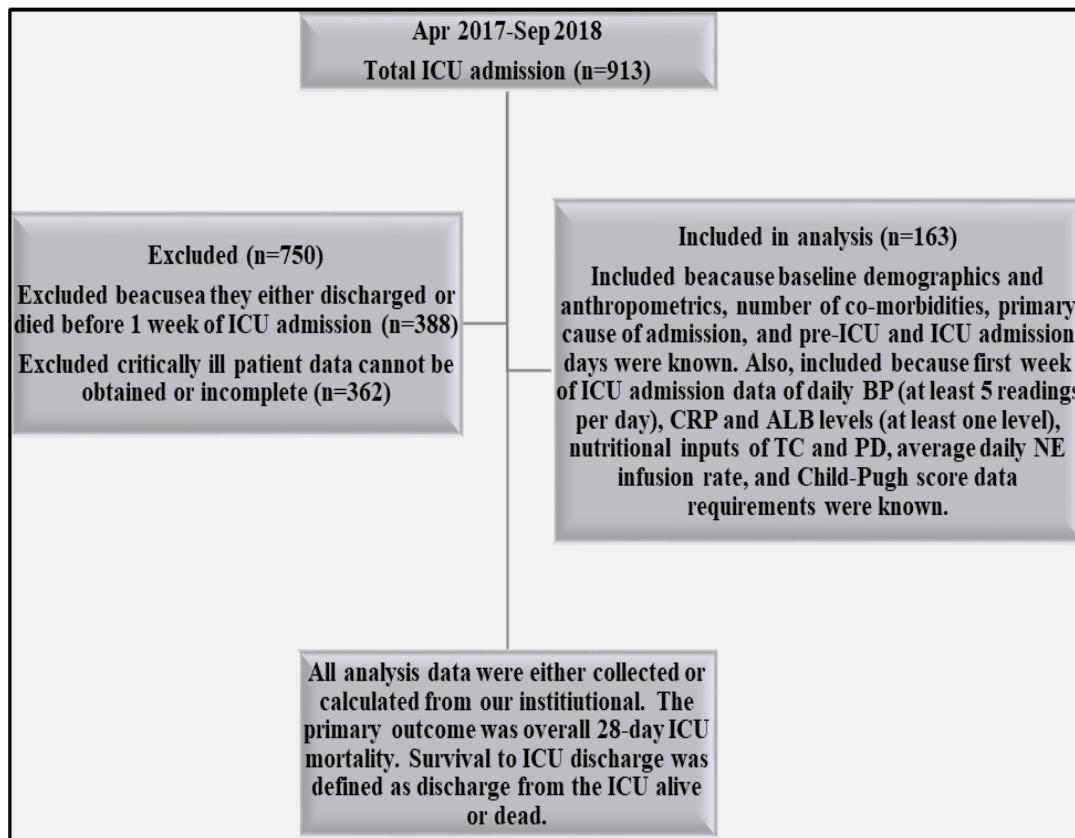 Apr 2017-Sep 2018
Total ICU admission (n=913)
Excluded (n=750)
Excluded beacusea they either discharged or
died before 1 week of ICU admission (n=388)
Excluded critically ill patient data cannot be
obtained or incomplete (n=362)
Included in analysis (n=163)
Included beacause baseline demographics and
anthropometrics, number of co-morbidities, primary
cause of admission, and pre-ICU and ICU admission
days were known. Also, included because first week
of ICU admission data of daily BP (at least 5 readings
per day), CRP and ALB levels (at least one level),
nutritional inputs of TC and PD, average daily NE
infusion rate, and Child-Pugh score data
requirements were known.
All analysis data were either collected or
calculated from our institiutional. The
primary outcome was overall 28-day ICU
mortality. Survival to ICU discharge was
defined as discharge from the ICU alive
or dead.